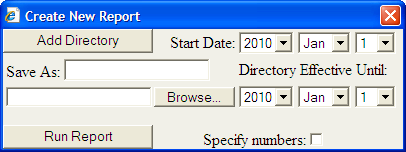 Create New Report
Add Directory Start Date: 2010 Jan 1
Save As: Directory Effective Until:
Browse... 2010 Jan 1
Run Report Specify numbers: